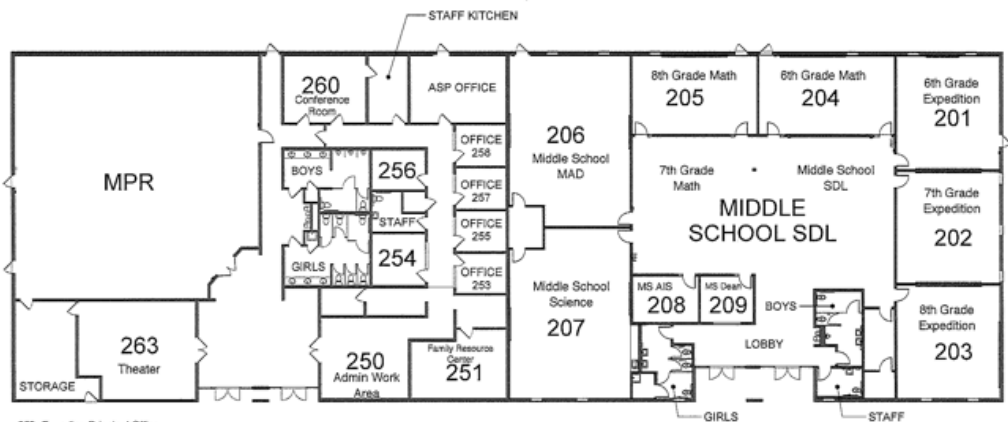 STAFF KITCHEN
260
Conference
Room
ASP OFFICE
8th Grade Math
205
6th Grade Math
204
6th Grade
Expedition
201
MPR
BOYS
256
OFFICE
258
206
Middle School
MAD
7th Grade
Math
Middle School
SDL
OFFICE
257
7th Grade
Expedition
202
STAFF
MIDDLE
SCHOOL SDL
OFFICE
255
254
GIRLS
OFFICE
253
Middle School
Science
207
MS AIS
208
MS Dean
209
BOYS
8th Grade
Expedition
203
263
Theater
STORAGE
250
Admin Work
Area
Family Resource
Center
251
LOBBY
GIRLS
STAFF